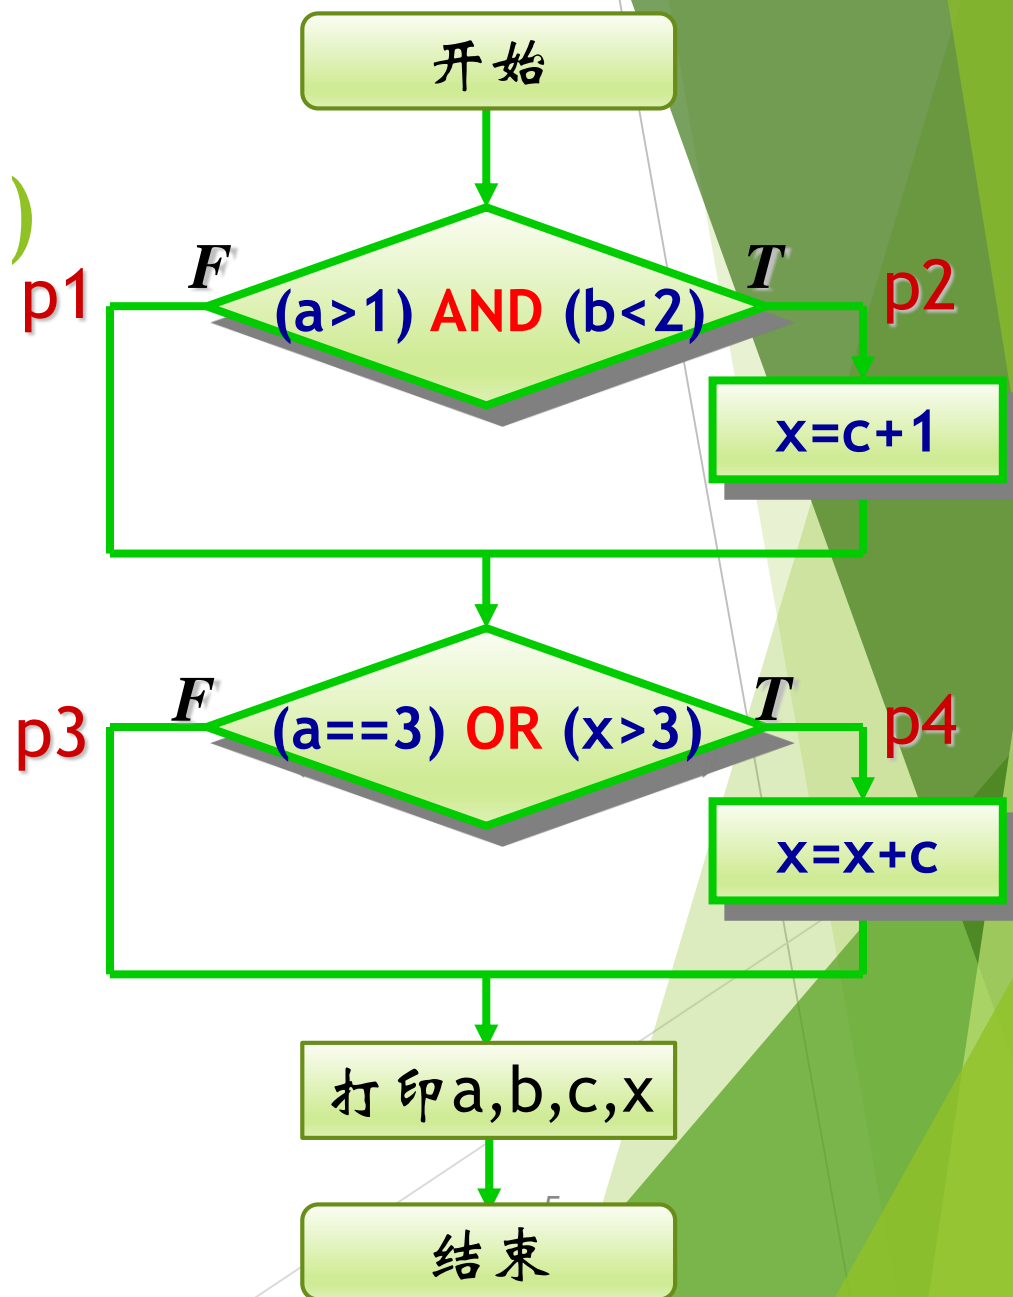 开始
)
F
T
p1
p2
(a>1) AND (b<2)
x=c+1
F
T
p3
p4
(a==3) OR (x>3)
x=x+c
打印a,b,c,x
结束